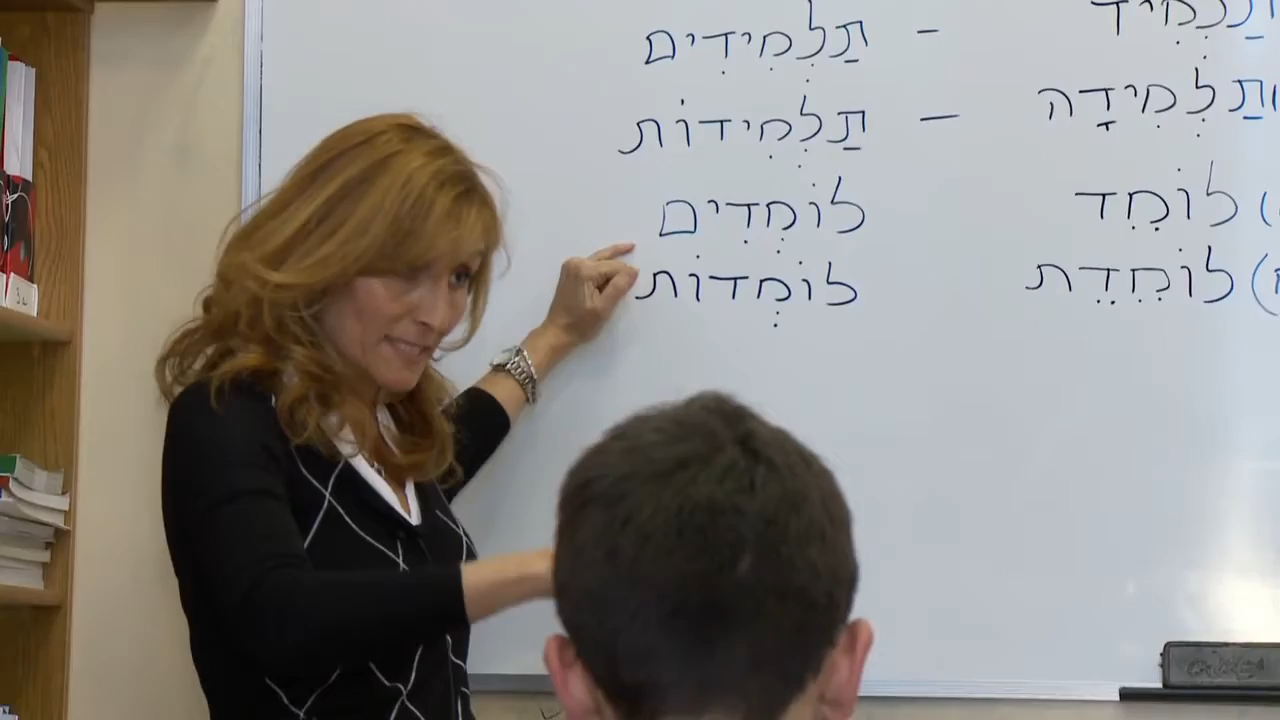 תַלְמִיד - תַלְמִידִים
תַלְמִידָה - תַלְמִידוֹת
לוֹמֵד - לוֹמְדִים
לוֹמֶדֶת לוֹמְדוֹת